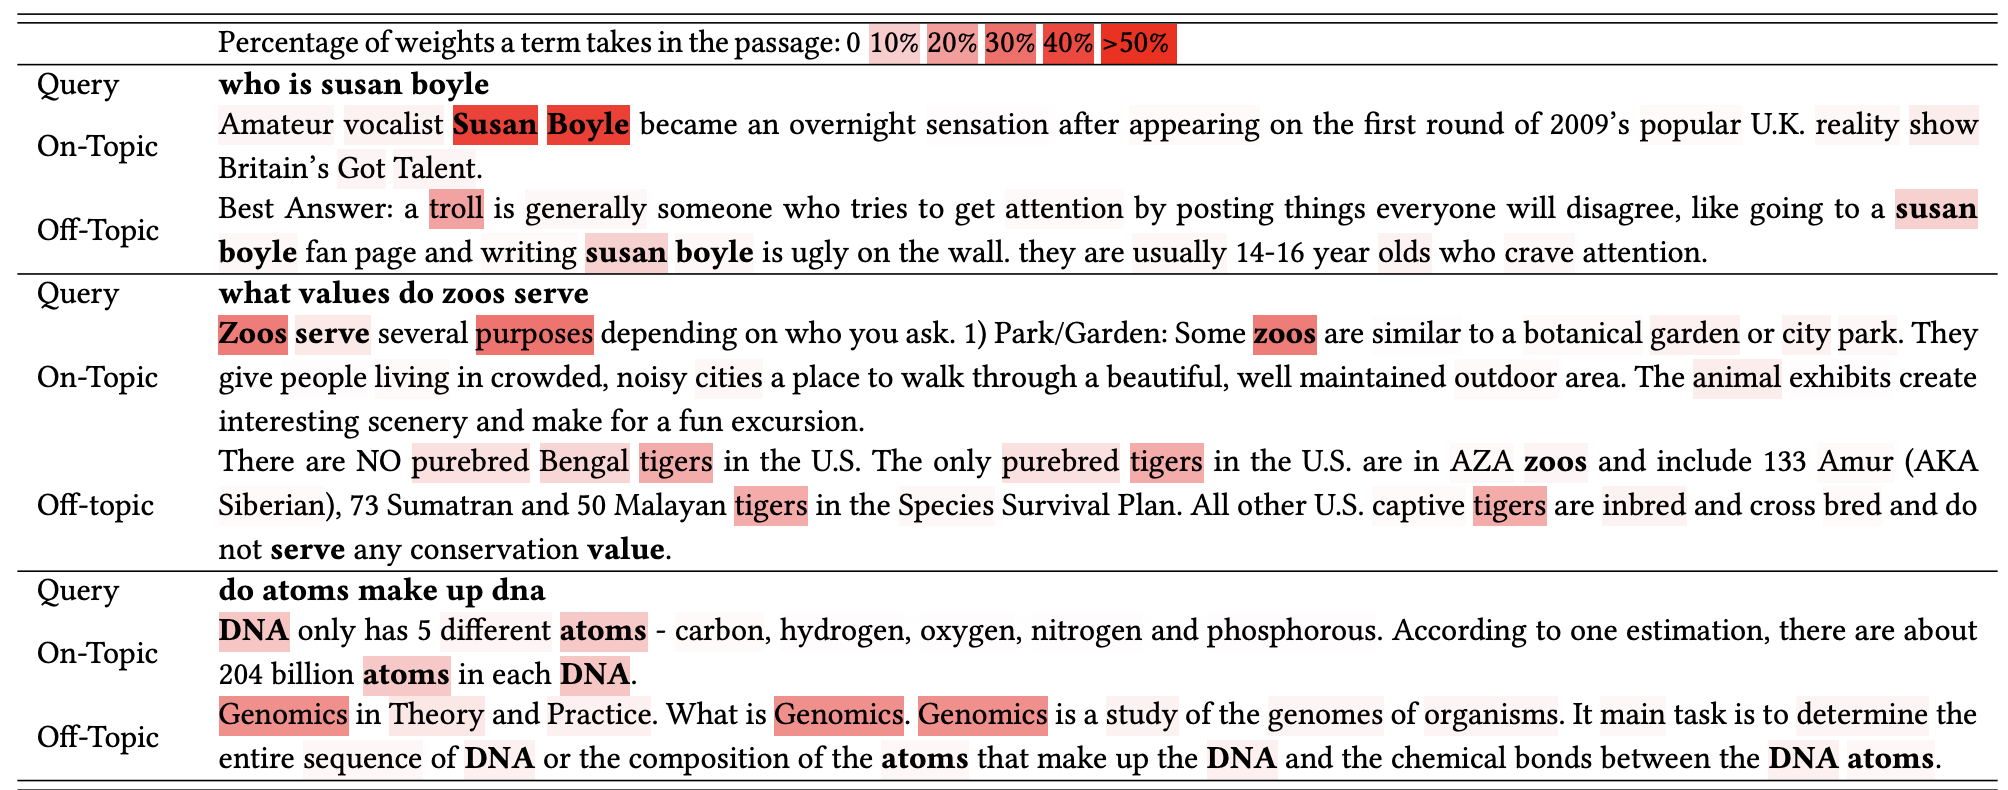 Percentage of weights a term takes in the passage: 0 10% 20% 30% 40% >50%
Query who is susan boyle
On-Topic
Amateur vocalist Susan Boyle became an overnight sensation after appearing on the first round of 2009’s popular U.K. reality show
Britain’s Got Talent.
Off-Topic
Best Answer: a troll is generally someone who tries to get attention by posting things everyone will disagree, like going to a susan
boyle fan page and writing susan boyle is ugly on the wall. they are usually 14-16 year olds who crave attention.
Query what values do zoos serve
On-Topic
Zoos serve several purposes depending on who you ask. 1) Park/Garden: Some zoos are similar to a botanical garden or city park. They
give people living in crowded, noisy cities a place to walk through a beautiful, well maintained outdoor area. The animal exhibits create
interesting scenery and make for a fun excursion.
Off-topic
There are NO purebred Bengal tigers in the U.S. The only purebred tigers in the U.S. are in AZA zoos and include 133 Amur (AKA
Siberian), 73 Sumatran and 50 Malayan tigers in the Species Survival Plan. All other U.S. captive tigers are inbred and cross bred and do
not serve any conservation value.
Query do atoms make up dna
On-Topic
DNA only has 5 different atoms - carbon, hydrogen, oxygen, nitrogen and phosphorous. According to one estimation, there are about
204 billion atoms in each DNA.
Off-Topic
Genomics in Theory and Practice. What is Genomics. Genomics is a study of the genomes of organisms. It main task is to determine the
entire sequence of DNA or the composition of the atoms that make up the DNA and the chemical bonds between the DNA atoms.